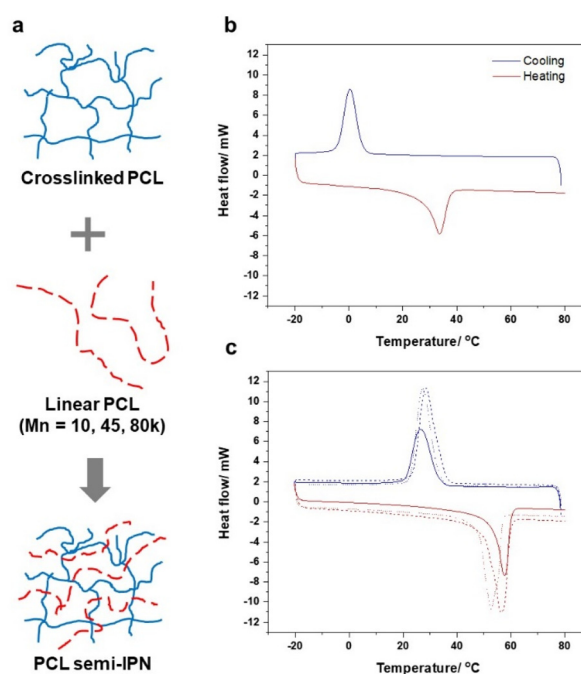 a
Crosslinked PCL
+
Linear PCL
(Mn = 10, 45, 80k)
PCL semi-IPN
b
Cooling
Heating
Heat flow/ mW
12
10
8
6
4
2
0
-2
-4
-6
-8
-10
-12
-20 0 20 40 60 80
Temperature/ °C
c
Heat flow/ mW
12
10
8
6
4
2
0
-2
-4
-6
-8
-10
-12
-20 0 20 40 60 80
Temperature/ °C